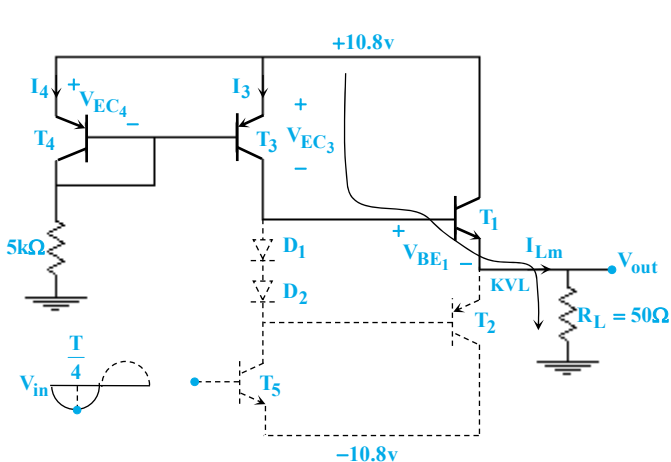 +10.8v
I4
+
VEC4
−
T4
I3
T3
+
VEC3
−
T1
+
VBE1
−
ILm
Vout
KVL
5kΩ
D1
D2
T2
RL = 50Ω
T
4
Vin
T5
−10.8v